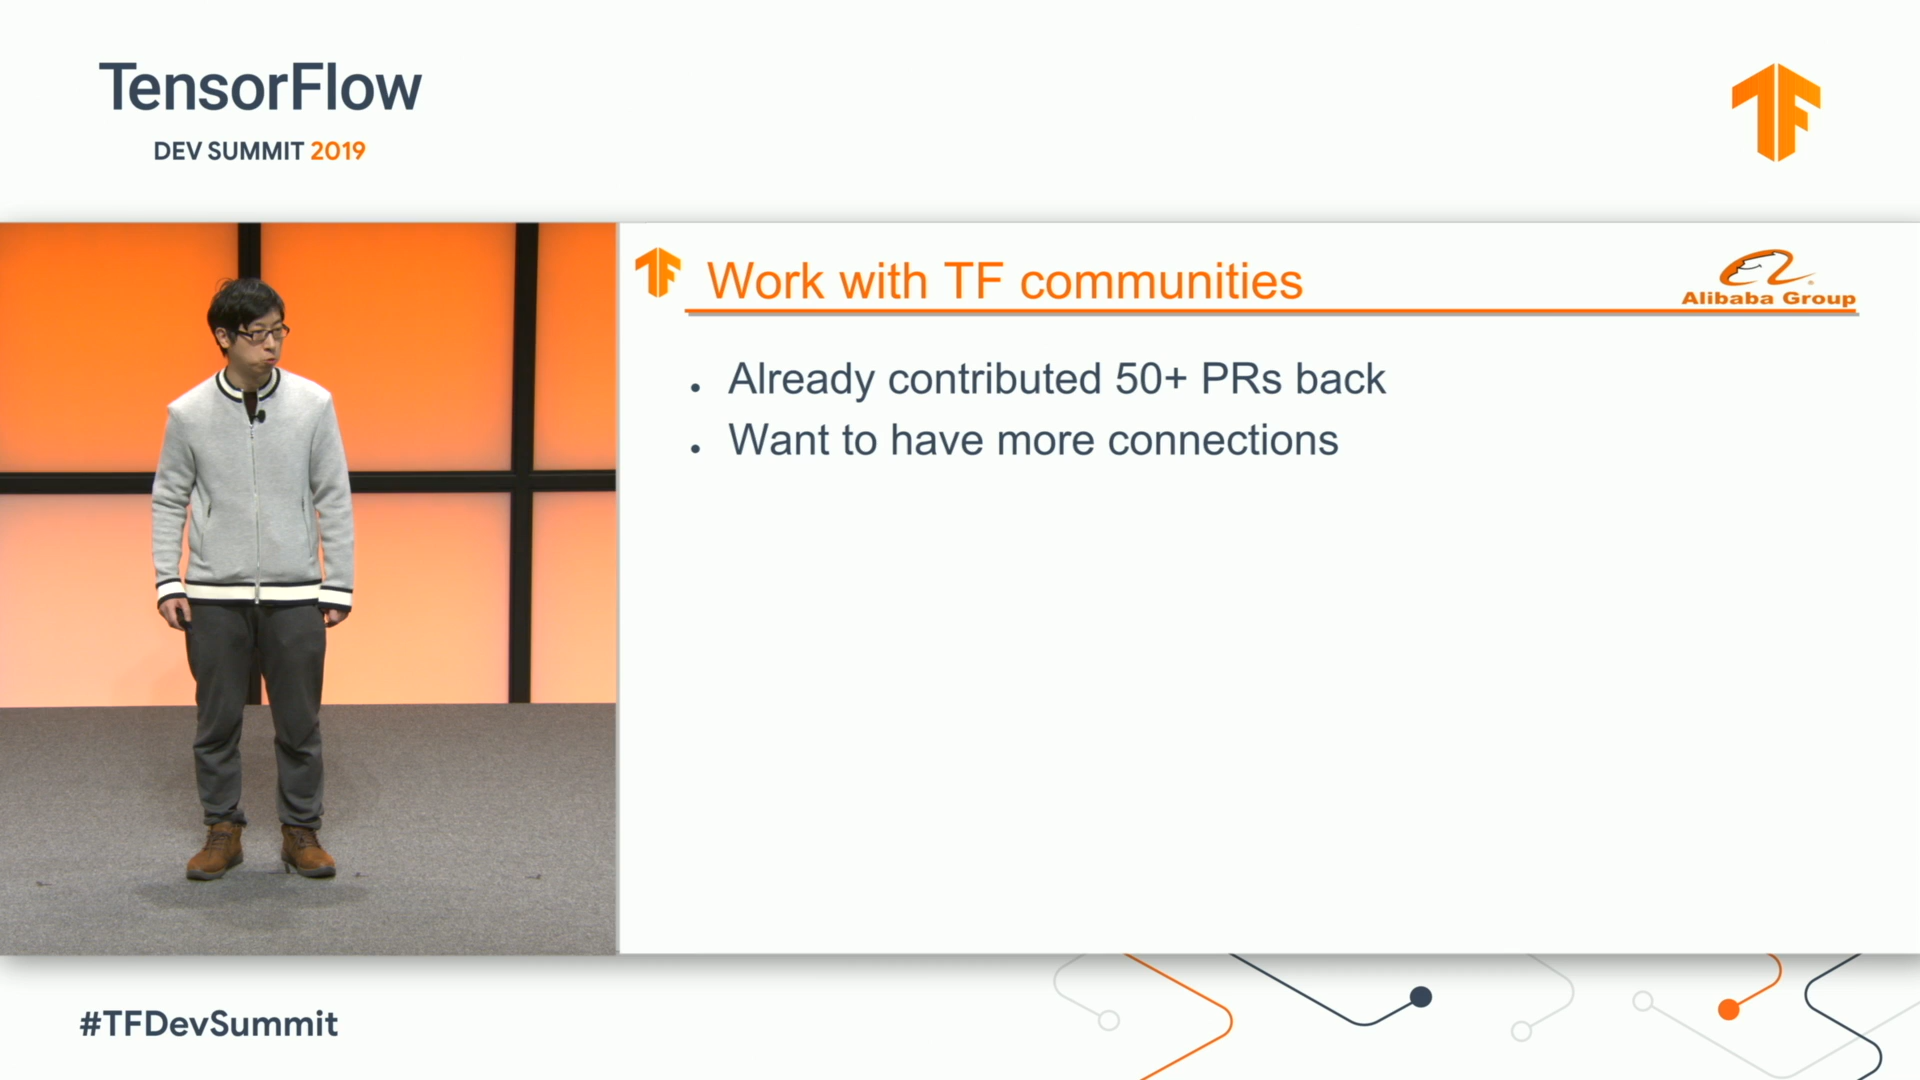 TensorFlow
DEV SUMMIT 2019
Work with TF communities
Alibaba Group
• Already contributed 50+ PRs back
• Want to have more connections
#TFDevSummit